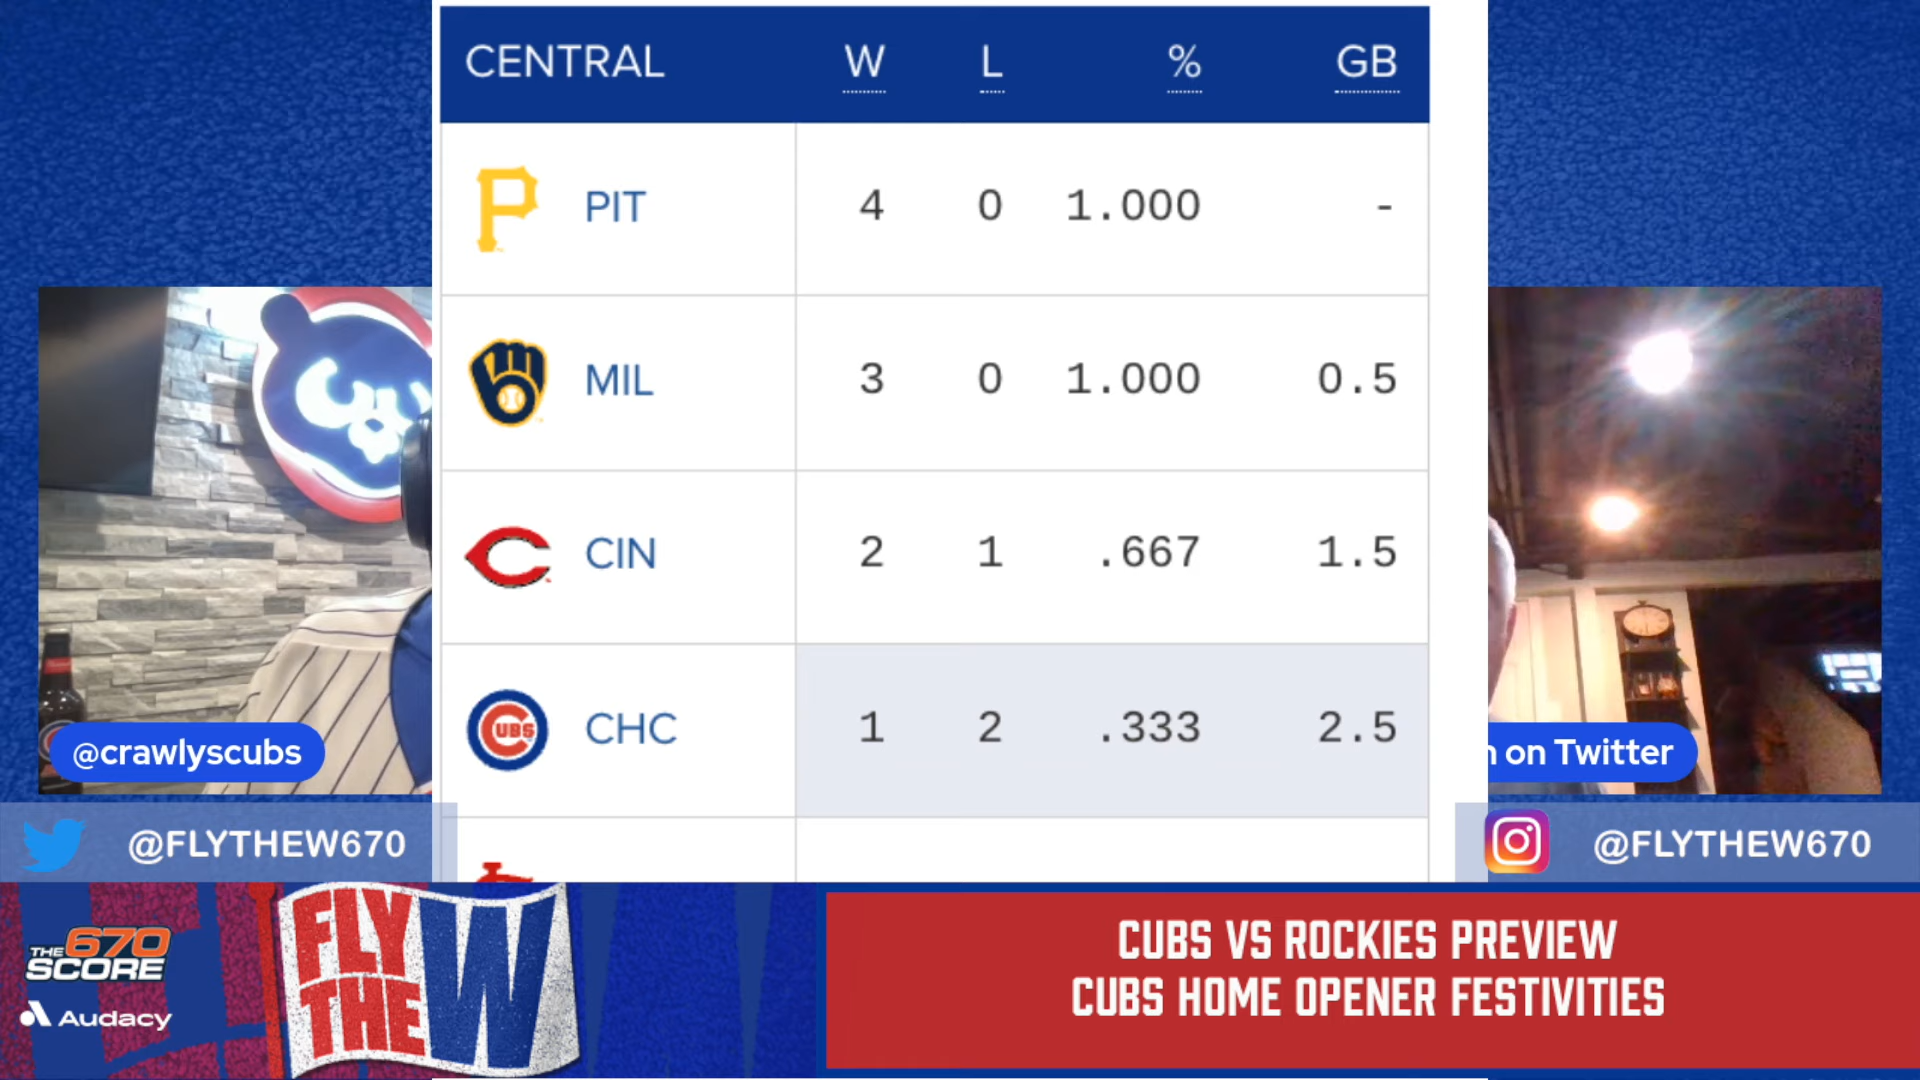 CENTRAL W L % GB
PIT 4 0 1.000 -
MIL 3 0 1.000 0.5
CIN 2 1 .667 1.5
CUBS CHC 1 2 .333 2.5
@crawlyscubs
on Twitter
@FLYTHEW670
@FLYTHEW670
THE 670
SCORE
Audacy
FLY
THE
W
CUBS VS ROCKIES PREVIEW
CUBS HOME OPENER FESTIVITIES